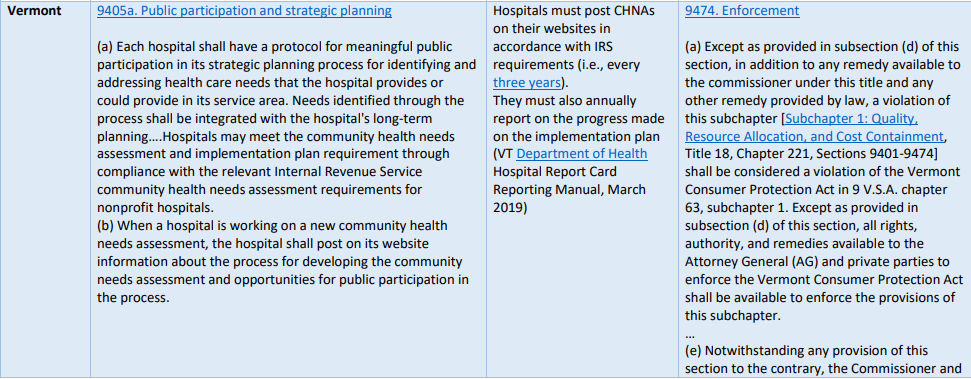 Vermont
9405a. Public participation and strategic planning
(a) Each hospital shall have a protocol for meaningful public
participation in its strategic planning process for identifying and
addressing health care needs that the hospital provides or
could provide in its service area. Needs identified through the
process shall be integrated with the hospital's long-term
planning….Hospitals may meet the community health needs
assessment and implementation plan requirement through
compliance with the relevant Internal Revenue Service
community health needs assessment requirements for
nonprofit hospitals.
(b) When a hospital is working on a new community health
needs assessment, the hospital shall post on its website
information about the process for developing the community
needs assessment and opportunities for public participation in
the process.
Hospitals must post CHNAs
on their websites in
accordance with IRS
requirements (i.e., every
three years).
They must also annually
report on the progress made
on the implementation plan
(VT Department of Health
Hospital Report Card
Reporting Manual, March
2019)
9474. Enforcement
(a) Except as provided in subsection (d) of this
section, in addition to any remedy available to
the commissioner under this title and any
other remedy provided by law, a violation of
this subchapter [Subchapter 1: Quality,
Resource Allocation, and Cost Containment,
Title 18, Chapter 221, Sections 9401-9474]
shall be considered a violation of the Vermont
Consumer Protection Act in 9 V.S.A. chapter
63, subchapter 1. Except as provided in
subsection (d) of this section, all rights,
authority, and remedies available to the
Attorney General (AG) and private parties to
enforce the Vermont Consumer Protection Act
shall be available to enforce the provisions of
this subchapter.
…
(e) Notwithstanding any provision of this
section to the contrary, the Commissioner and